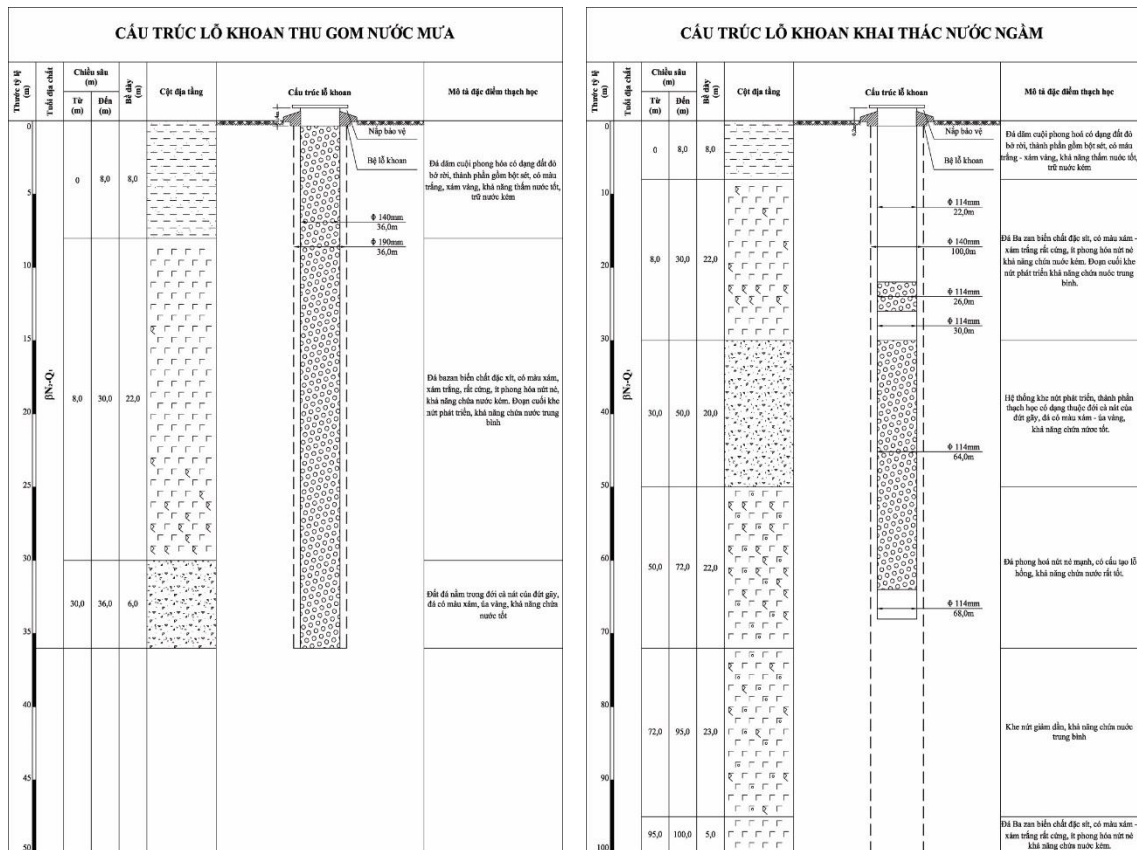 CẤU TRÚC LỖ KHOAN THU GOM NƯỚC MƯA
Thước tỷ lệ (m)
Tuổi địa chất
Chiều sâu (m)
Từ (m)
Đến (m)
Bề dày (m)
Cột địa tầng
Cấu trúc lỗ khoan
Mô tả đặc điểm thạch học
Nắp bảo vệ
Bệ lỗ khoan
0
5
10
15
20
25
30
35
40
45
50
0 8,0 8,0
Đá dăm cuội phong hóa có dạng đất đỏ
bở rời, thành phần gồm bột sét, có màu
trắng, xám vàng, khả năng thấm nước tốt,
trữ nước kém
Φ 140mm
36,0m
Φ 190mm
36,0m
8,0 30,0 22,0
Đá bazan biến chất đặc xít, có màu xám,
xám trắng, rất cứng, ít phong hóa nứt nẻ,
khả năng chứa nước kém. Đoạn cuối khe
nứt phát triển, khả năng chứa nước trung
bình
30,0 36,0 6,0
Đất đá nằm trong đới cà nát của đứt gãy,
đá có màu xám, úa vàng, khả năng chứa
nước tốt
CẤU TRÚC LỖ KHOAN KHAI THÁC NƯỚC NGẦM
Thước tỷ lệ (m)
Tuổi địa chất
Chiều sâu (m)
Từ (m)
Đến (m)
Bề dày (m)
Cột địa tầng
Cấu trúc lỗ khoan
Mô tả đặc điểm thạch học
Nắp bảo vệ
Bệ lỗ khoan
0
10
20
30
40
50
60
70
80
90
100
0 8,0 8,0
Đá dăm cuội phong hoá có dạng đất đỏ
bở rời, thành phần gồm bột sét, có màu
trắng - xám vàng, khả năng thấm nước tốt,
trữ nước kém
Φ 114mm
22,0m
Φ 140mm
100,0m
Φ 114mm
26,0m
Φ 114mm
30,0m
8,0 30,0 22,0
Đá Ba zan biến chất đặc sít, có màu xám -
xám trắng rất cứng, ít phong hóa nứt nẻ
khả năng chứa nước kém. Đoạn cuối khe
nứt phát triển khả năng chứa nước trung
bình.
30,0 50,0 20,0
Hệ thống khe nứt phát triển, thành phần
thạch học có dạng thuộc đới cà nát của
đứt gãy, đá có màu xám - úa vàng,
khả năng chứa nước tốt.
Φ 114mm
64,0m
50,0 72,0 22,0
Đá phong hoá nứt nẻ mạnh, có cấu tạo lỗ
hổng, khả năng chứa nước rất tốt.
Φ 114mm
68,0m
72,0 95,0 23,0
Khe nứt giảm dần, khả năng chứa nước
trung bình
95,0 100,0 5,0
Đá Ba zan biến chất đặc sít, có màu xám -
xám trắng rất cứng, ít phong hóa nứt nẻ
khả năng chứa nước kém.